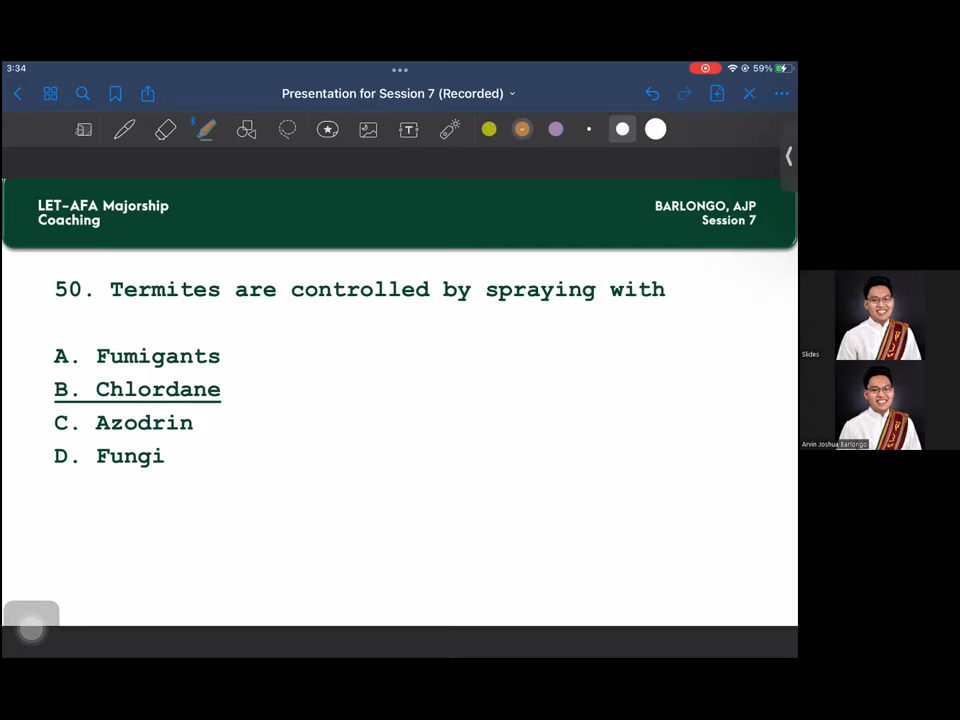 3:34
59%
Presentation for Session 7 (Recorded)
T
LET-AFA Majorship
Coaching
BARLONGO, AJP
Session 7
50. Termites are controlled by spraying with
A. Fumigants
B. Chlordane
C. Azodrin
D. Fungi
Slides
Arvin Joshua Barlongo